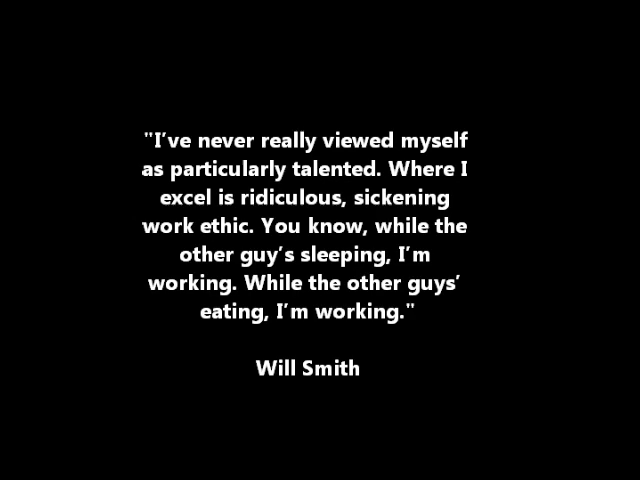 "I’ve never really viewed myself
as particularly talented. Where I
excel is ridiculous, sickening
work ethic. You know, while the
other guy’s sleeping, I’m
working. While the other guys’
eating, I’m working."
Will Smith